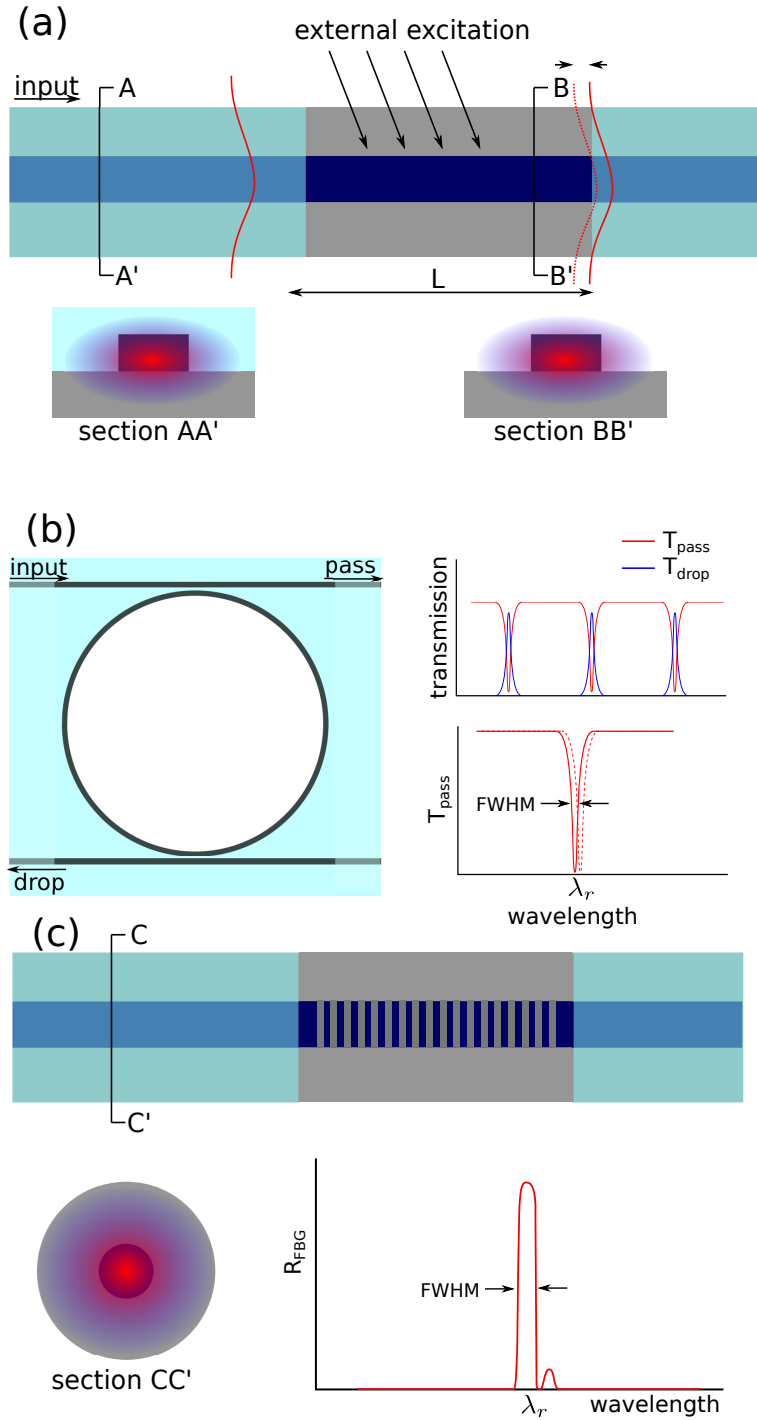 (a)
external excitation
input
A
B
A'
B'
L
section AA'
section BB'
(b)
input
pass
drop
T_pass
T_drop
transmission
T_pass
FWHM
λ_r
wavelength
(c)
C
C'
section CC'
R_FBG
FWHM
λ_r
wavelength